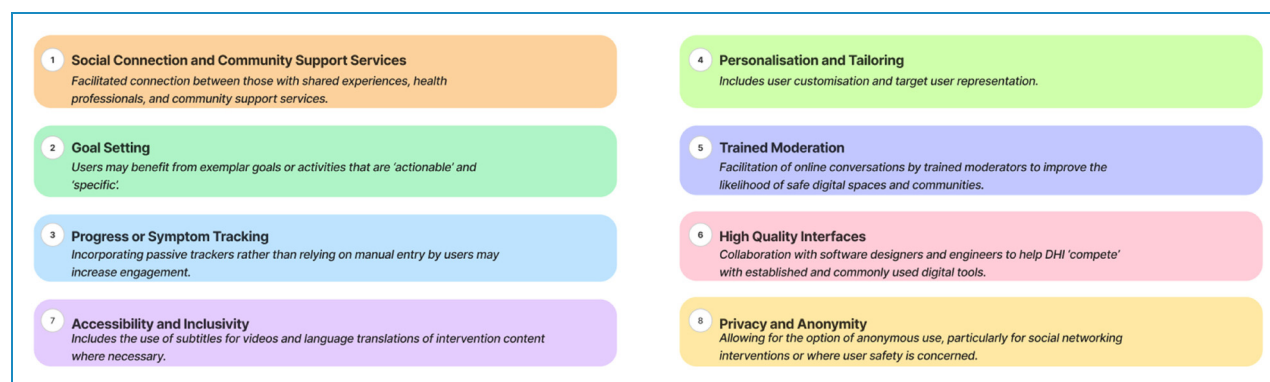 1
Social Connection and Community Support Services
Facilitated connection between those with shared experiences, health
professionals, and community support services.
2
Goal Setting
Users may benefit from exemplar goals or activities that are ‘actionable’ and
‘specific’.
3
Progress or Symptom Tracking
Incorporating passive trackers rather than relying on manual entry by users may
increase engagement.
7
Accessibility and Inclusivity
Includes the use of subtitles for videos and language translations of intervention content
where necessary.
4
Personalisation and Tailoring
Includes user customisation and target user representation.
5
Trained Moderation
Facilitation of online conversations by trained moderators to improve the
likelihood of safe digital spaces and communities.
6
High Quality Interfaces
Collaboration with software designers and engineers to help DHI ‘compete’
with established and commonly used digital tools.
8
Privacy and Anonymity
Allowing for the option of anonymous use, particularly for social networking
interventions or where user safety is concerned.